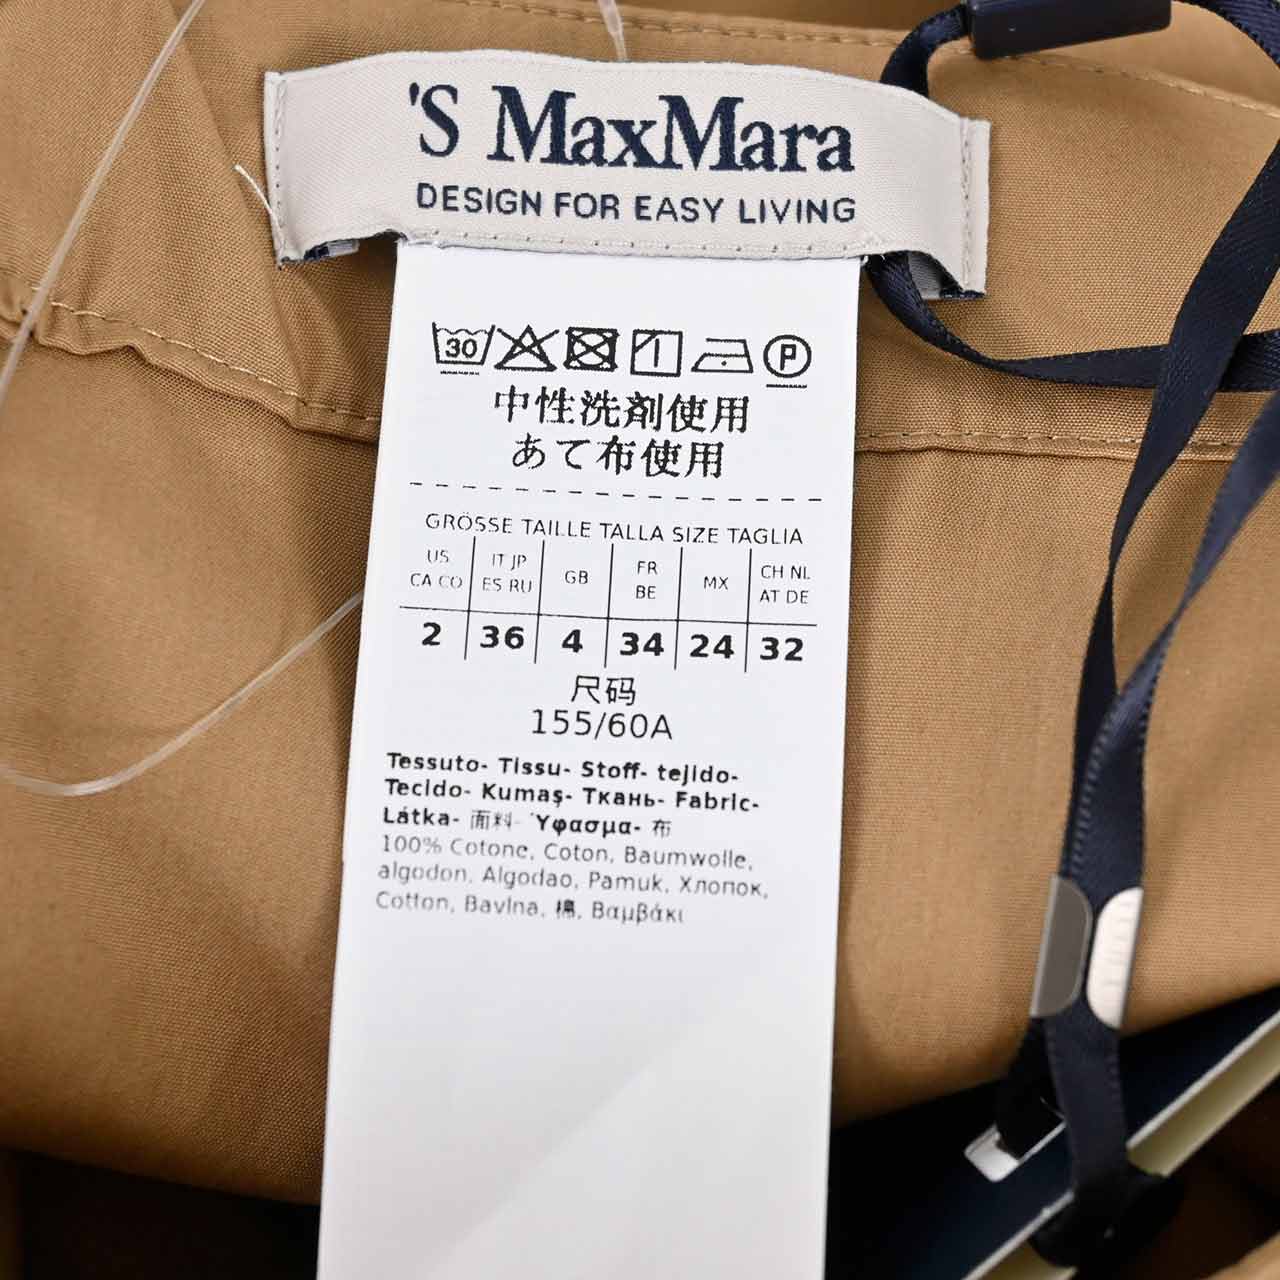 'S MaxMara
DESIGN FOR EASY LIVING
30 P
中性洗剤使用
あて布使用
GRÖSSE TAILLE TALLA SIZE TAGLIA
US IT JP GB FR MX CH NL
CA CO ES RU BE AT DE
2 36 4 34 24 32
尺码
155/60A
Tessuto- Tissu- Stoff- tejido-
Tecido- Kumaş- Ткань- Fabric-
Látka- 面料- Ύφασμα- 布
100% Cotone, Coton, Baumwolle,
algodon, Algodao, Pamuk, Хлопок,
Cotton, Bavlna, 棉, Βαμβάκι